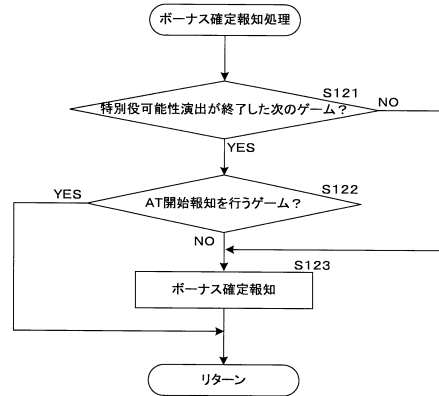 ボーナス確定報知処理
S121
特別役可能性演出が終了した次のゲーム？
NO
YES
S122
YES
AT開始報知を行うゲーム？
NO
S123
ボーナス確定報知
リターン